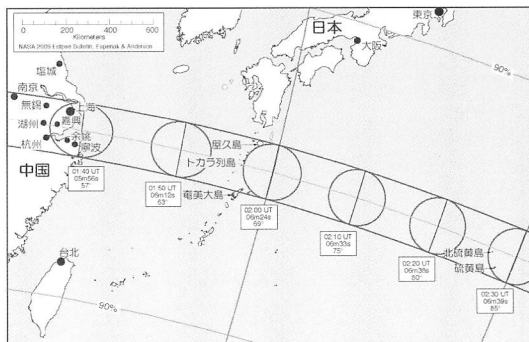 0 200 400 600
Kilometers
NASA 2009 Eclipse Bulletin, Espenak & Anderson
日本
東京
大阪
90%
塩城
南京
無錫
上海
湖州
嘉興
杭州
余姚
寧波
中国
屋久島
トカラ列島
奄美大島
01:40 UT
05m56s
57°
01:50 UT
06m12s
63°
02:00 UT
06m24s
69°
02:10 UT
06m33s
75°
02:20 UT
06m38s
80°
北硫黄島
硫黄島
02:30 UT
06m39s
85°
台北
90%